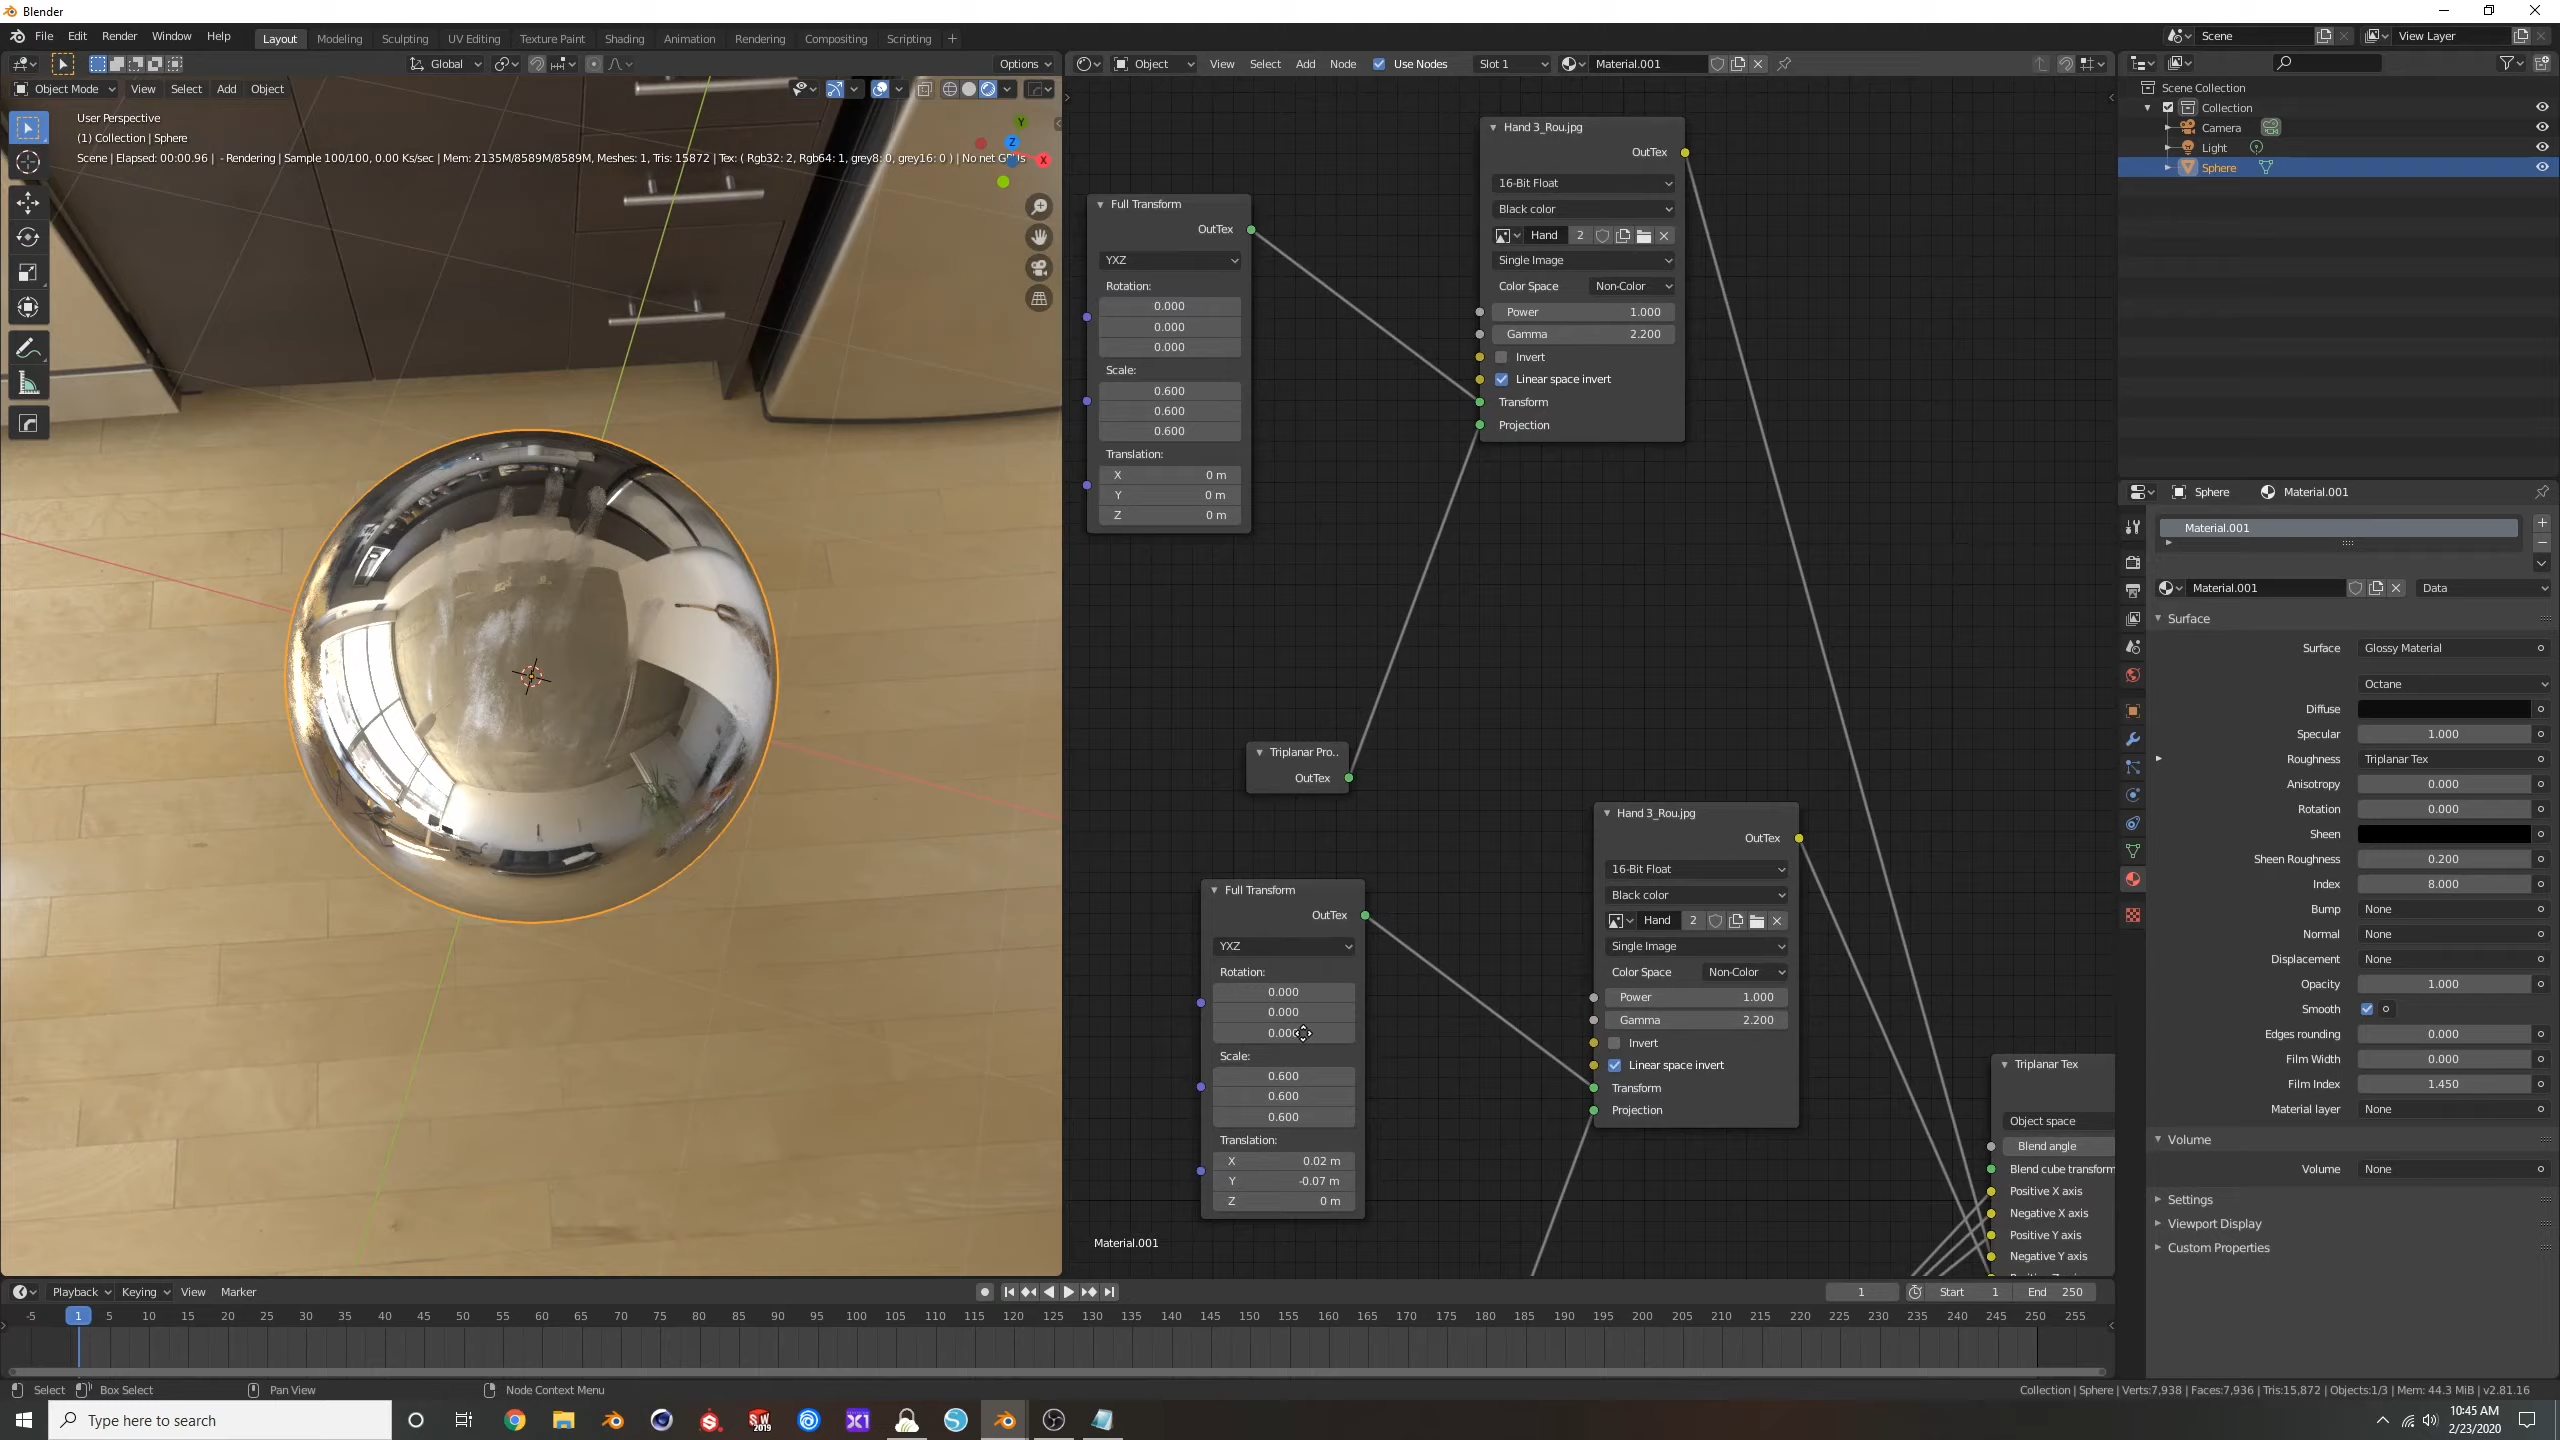 Blender
File Edit Render Window Help Layout Modeling Sculpting UV Editing Texture Paint Shading Animation Rendering Compositing Scripting +
Scene View Layer
Global Options
Object View Select Add Node Use Nodes Slot 1 Material.001
Object Mode View Select Add Object
User Perspective
(1) Collection | Sphere
Scene | Elapsed: 00:00.96 | - Rendering | Sample 100/100, 0.00 Ks/sec | Mem: 2135M/8589M/8589M, Meshes: 1, Tris: 15872 | Tex: ( Rgb32: 2, Rgb64: 1, grey8: 0, grey16: 0 ) | No net GPUs
Y
Z
X
Full Transform
OutTex
YXZ
Rotation:
0.000
0.000
0.000
Scale:
0.600
0.600
0.600
Translation:
X 0 m
Y 0 m
Z 0 m
Hand 3_Rou.jpg
OutTex
16-Bit Float
Black color
Hand 2
Single Image
Color Space Non-Color
Power 1.000
Gamma 2.200
Invert
Linear space invert
Transform
Projection
Triplanar Pro..
OutTex
Full Transform
OutTex
YXZ
Rotation:
0.000
0.000
Scale:
0.600
0.600
0.600
Translation:
X 0.02 m
Y -0.07 m
Z 0 m
Hand 3_Rou.jpg
OutTex
16-Bit Float
Black color
Hand 2
Single Image
Color Space Non-Color
Power 1.000
Gamma 2.200
Invert
Linear space invert
Transform
Projection
Triplanar Tex
Object space
Blend angle
Blend cube transform
Positive X axis
Negative X axis
Positive Y axis
Negative Y axis
Material.001
Scene Collection
Collection
Camera
Light
Sphere
Sphere Material.001
Material.001
Material.001 Data
Surface
Surface Glossy Material
Octane
Diffuse
Specular 1.000
Roughness Triplanar Tex
Anisotropy 0.000
Rotation 0.000
Sheen
Sheen Roughness 0.200
Index 8.000
Bump None
Normal None
Displacement None
Opacity 1.000
Smooth
Edges rounding 0.000
Film Width 0.000
Film Index 1.450
Material layer None
Volume
Volume None
Settings
Viewport Display
Custom Properties
Playback Keying View Marker 1 Start 1 End 250
-5 1 5 10 15 20 25 30 35 40 45 50 55 60 65 70 75 80 85 90 95 100 105 110 115 120 125 130 135 140 145 150 155 160 165 170 175 180 185 190 195 200 205 210 215 220 225 230 235 240 245 250 255
Select Box Select Pan View Node Context Menu Collection | Sphere | Verts:7,938 | Faces:7,936 | Tris:15,872 | Objects:1/3 | Mem: 44.3 MiB | v2.81.16
Type here to search
SW 2019
X1
10:45 AM
2/23/2020